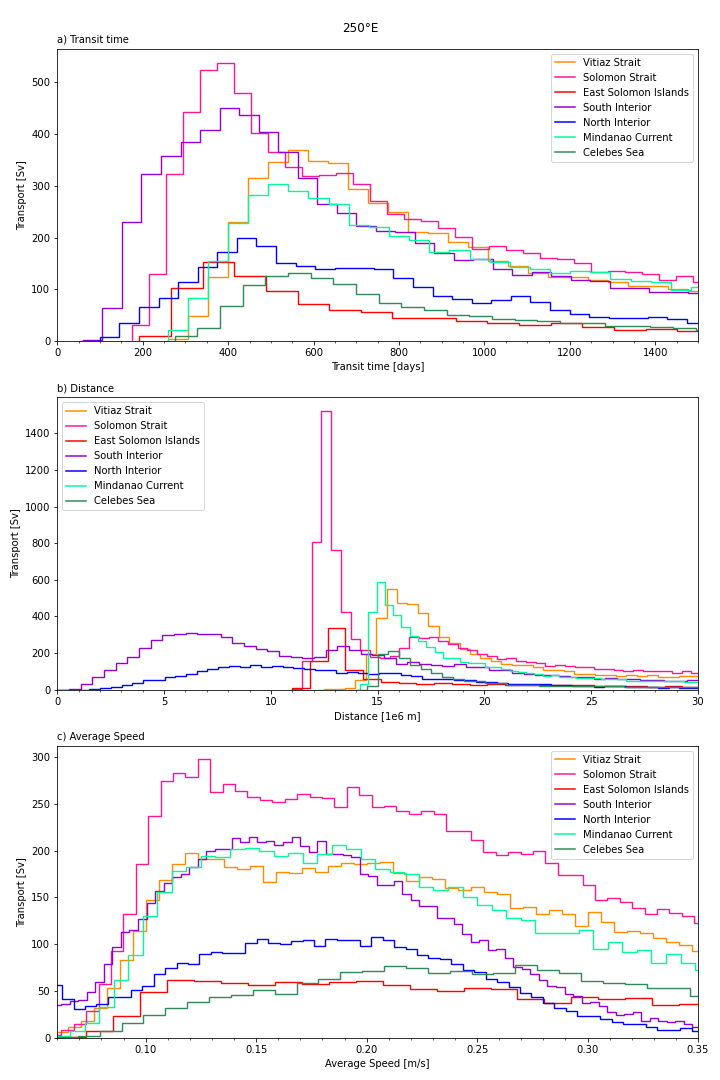 250°E
a) Transit time
Transport [Sv]
500
400
300
200
100
0
Vitiaz Strait
Solomon Strait
East Solomon Islands
South Interior
North Interior
Mindanao Current
Celebes Sea
0 200 400 600 800 1000 1200 1400
Transit time [days]
b) Distance
Transport [Sv]
1400
1200
1000
800
600
400
200
0
Vitiaz Strait
Solomon Strait
East Solomon Islands
South Interior
North Interior
Mindanao Current
Celebes Sea
0 5 10 15 20 25 30
Distance [1e6 m]
c) Average Speed
Transport [Sv]
300
250
200
150
100
50
0
Vitiaz Strait
Solomon Strait
East Solomon Islands
South Interior
North Interior
Mindanao Current
Celebes Sea
0.10 0.15 0.20 0.25 0.30 0.35
Average Speed [m/s]